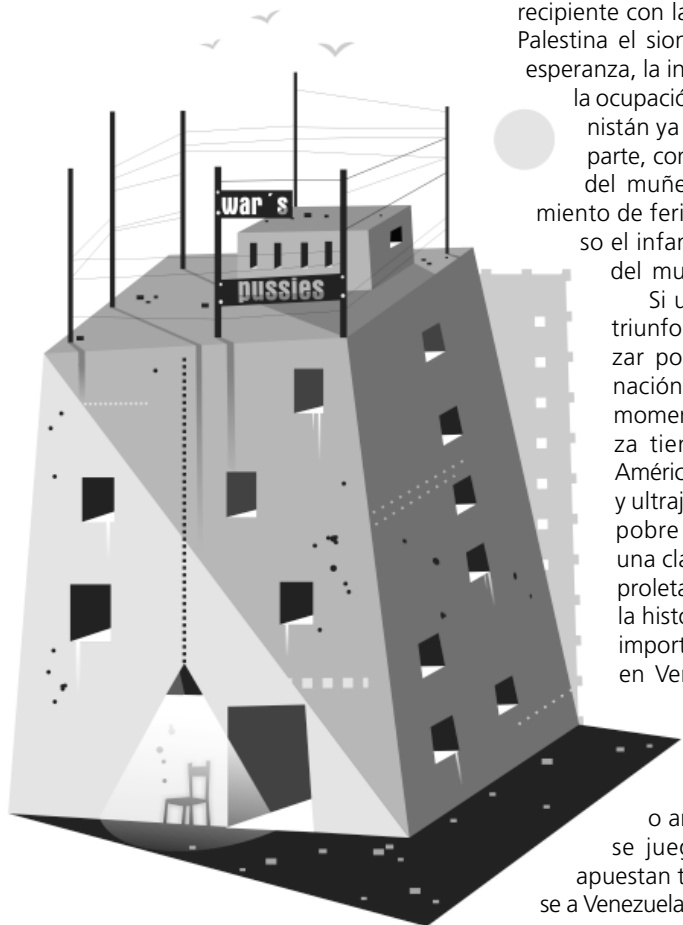 war´s
pussies
recipiente con la
Palestina el sion
esperanza, la in
la ocupació
nistán ya
parte, con
del muñe
miento de feri
so el infan
del mu
Si u
triunfo
zar po
nación
momen
za tien
Améric
y ultraj
pobre
una cla
proleta
la histo
import
en Ven
o an
se jueg
apuestan t
se a Venezuela